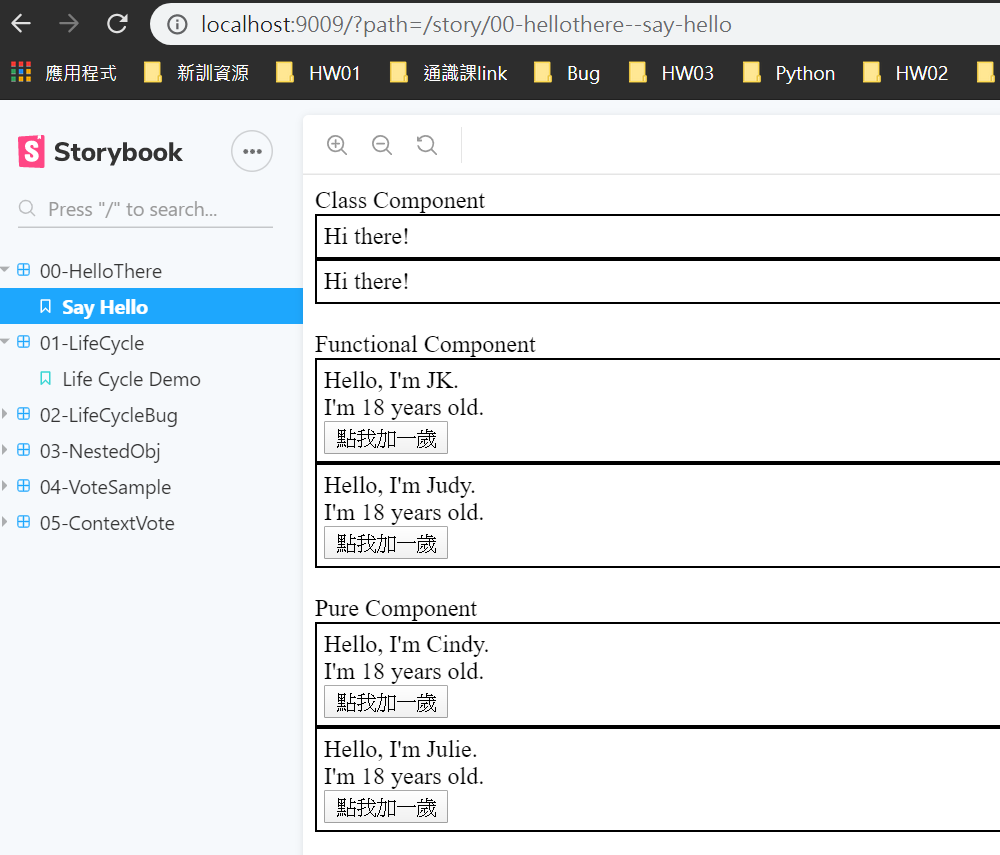 localhost:9009/?path=/story/00-hellothere--say-hello
應用程式 新訓資源 HW01 通識課link Bug HW03 Python HW02
S Storybook
Press "/" to search...
00-HelloThere
Say Hello
01-LifeCycle
Life Cycle Demo
02-LifeCycleBug
03-NestedObj
04-VoteSample
05-ContextVote
Class Component
Hi there!
Hi there!
Functional Component
Hello, I'm JK.
I'm 18 years old.
點我加一歲
Hello, I'm Judy.
I'm 18 years old.
點我加一歲
Pure Component
Hello, I'm Cindy.
I'm 18 years old.
點我加一歲
Hello, I'm Julie.
I'm 18 years old.
點我加一歲